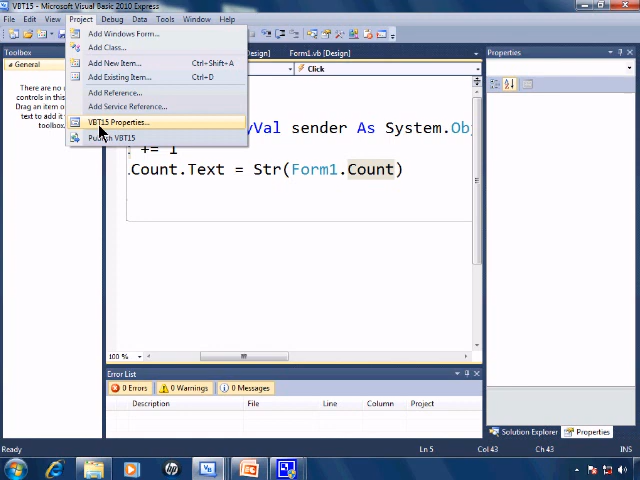 VBT15 - Microsoft Visual Basic 2010 Express
File Edit View Project Debug Data Tools Window Help
Add Windows Form...
Add Class...
Add New Item... Ctrl+Shift+A
Add Existing Item... Ctrl+D
Add Reference...
Add Service Reference...
VBT15 Properties...
Publish VBT15
Toolbox
General
There are no
controls in this
Drag an item o
text to add it
toolbox.
[Design] Form1.vb [Design]
Click
yVal sender As System.Ob
+= 1
Count.Text = Str(Form1.Count)
100 %
Properties
Error List
0 Errors 0 Warnings 0 Messages
Description File Line Column Project
Solution Explorer Properties
Ready Ln 5 Col 43 Ch 43 INS